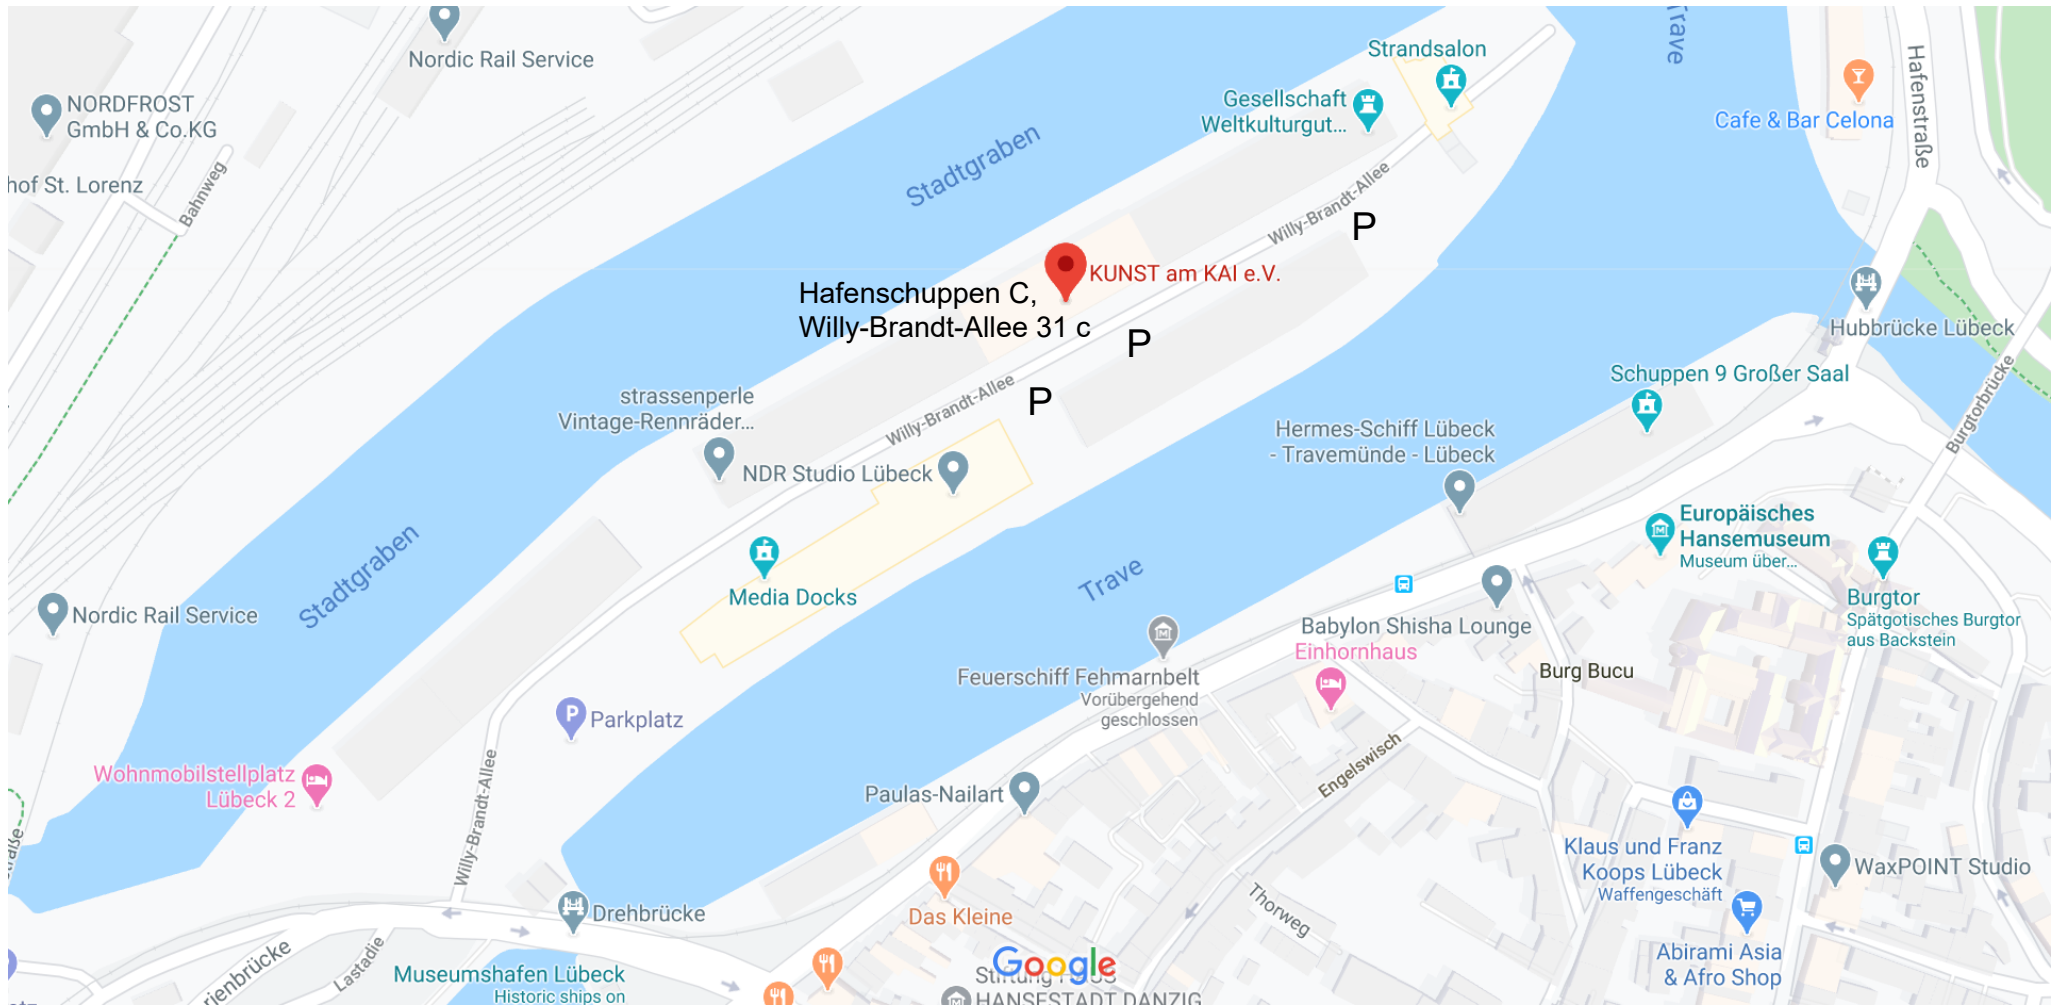 Nordic Rail Service
NORDFROST
GmbH & Co.KG
hof St. Lorenz
Bahnweg
Stadtgraben
Strandsalon
Gesellschaft
Weltkulturgut...
Willy-Brandt-Allee
P
Trave
Hafenstraße
Cafe & Bar Celona
KUNST am KAI e.V.
Hafenschuppen C,
Willy-Brandt-Allee 31 c
P
P
Willy-Brandt-Allee
Hubbrücke Lübeck
Burgtorbrücke
Schuppen 9 Großer Saal
strassenperle
Vintage-Rennräder...
NDR Studio Lübeck
Hermes-Schiff Lübeck
- Travemünde - Lübeck
Europäisches
Hansemuseum
Museum über...
Burgtor
Spätgotisches Burgtor
aus Backstein
Stadtgraben
Nordic Rail Service
Media Docks
Trave
Babylon Shisha Lounge
Einhornhaus
Burg Bucu
Feuerschiff Fehmarnbelt
Vorübergehend
geschlossen
P
Parkplatz
Wohnmobilstellplatz
Lübeck 2
Willy-Brandt-Allee
Paulas-Nailart
Engelswisch
Klaus und Franz
Koops Lübeck
Waffengeschäft
WaxPOINT Studio
Das Kleine
Thorweg
Drehbrücke
Abirami Asia
& Afro Shop
rienbrücke
Lastadie
Museumshafen Lübeck
Historic ships on
Google
HANSESTADT DANZIG